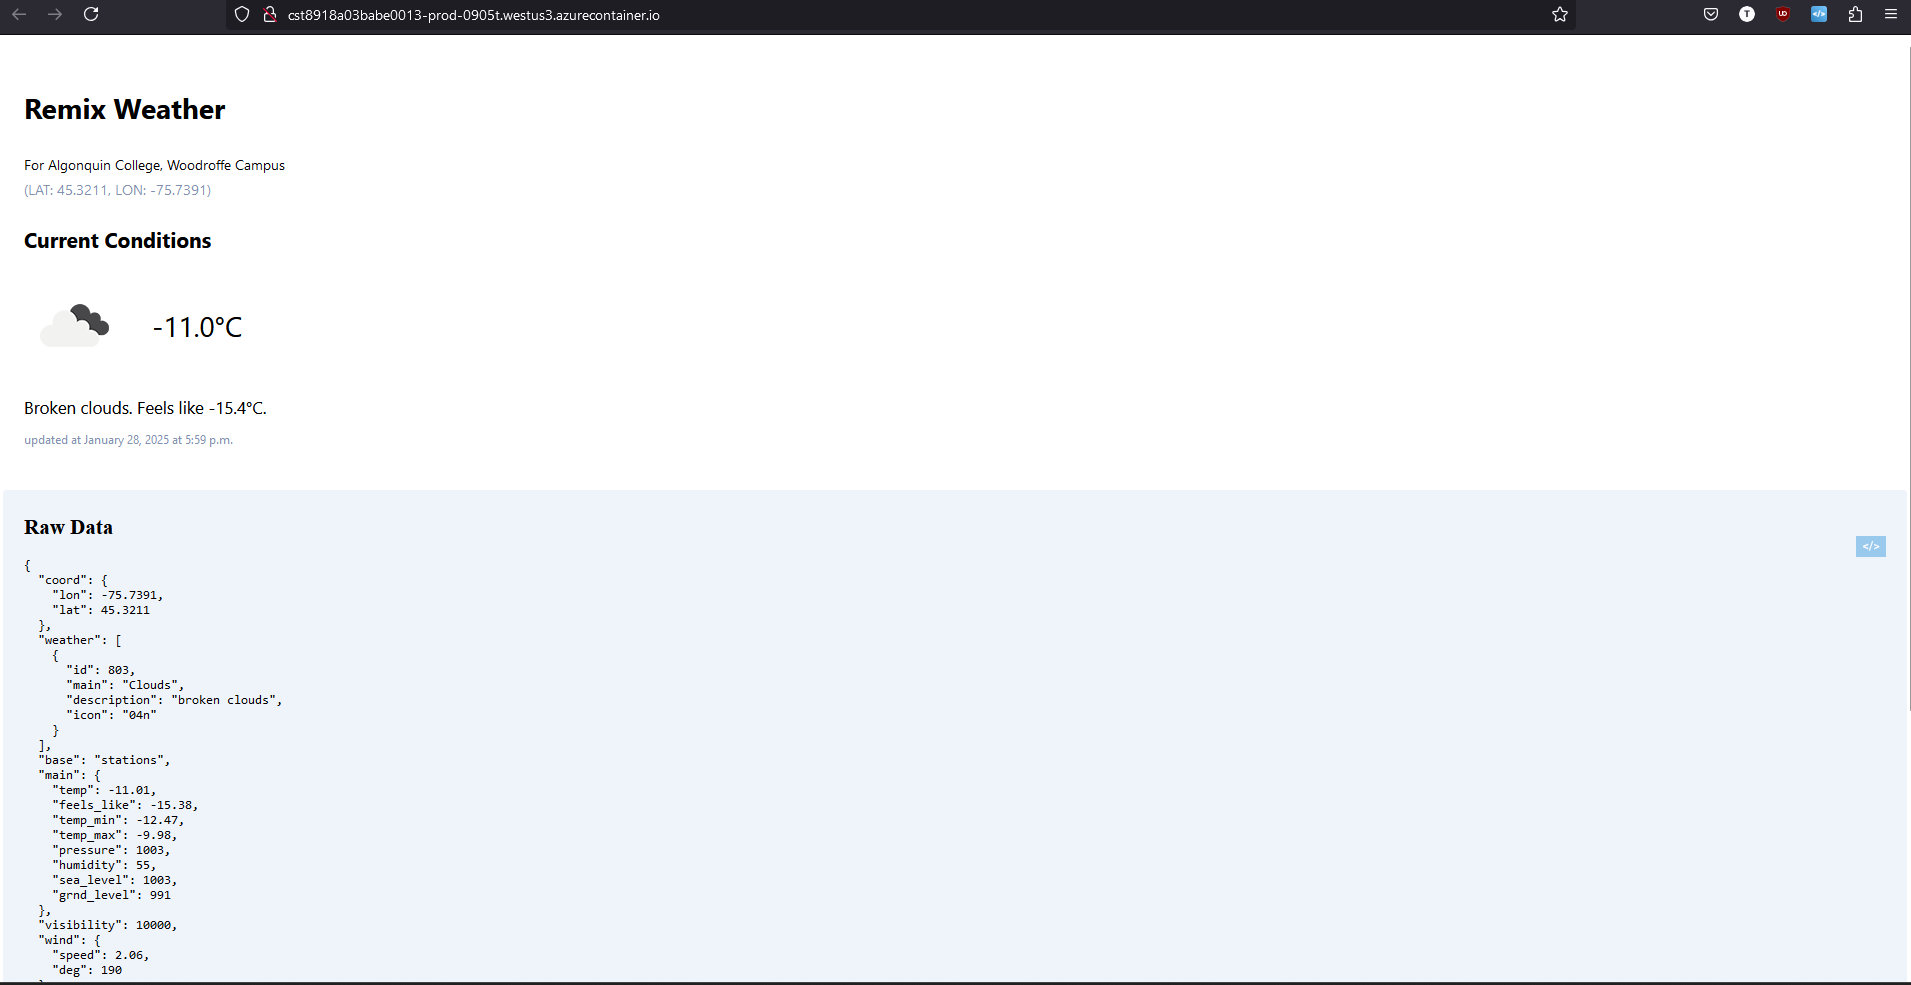 cst8918a03babe0013-prod-0905t.westus3.azurecontainer.io
T
UD
</>
Remix Weather
For Algonquin College, Woodroffe Campus
(LAT: 45.3211, LON: -75.7391)
Current Conditions
-11.0°C
Broken clouds. Feels like -15.4°C.
updated at January 28, 2025 at 5:59 p.m.
Raw Data
</>
{
  "coord": {
    "lon": -75.7391,
    "lat": 45.3211
  },
  "weather": [
    {
      "id": 803,
      "main": "Clouds",
      "description": "broken clouds",
      "icon": "04n"
    }
  ],
  "base": "stations",
  "main": {
    "temp": -11.01,
    "feels_like": -15.38,
    "temp_min": -12.47,
    "temp_max": -9.98,
    "pressure": 1003,
    "humidity": 55,
    "sea_level": 1003,
    "grnd_level": 991
  },
  "visibility": 10000,
  "wind": {
    "speed": 2.06,
    "deg": 190